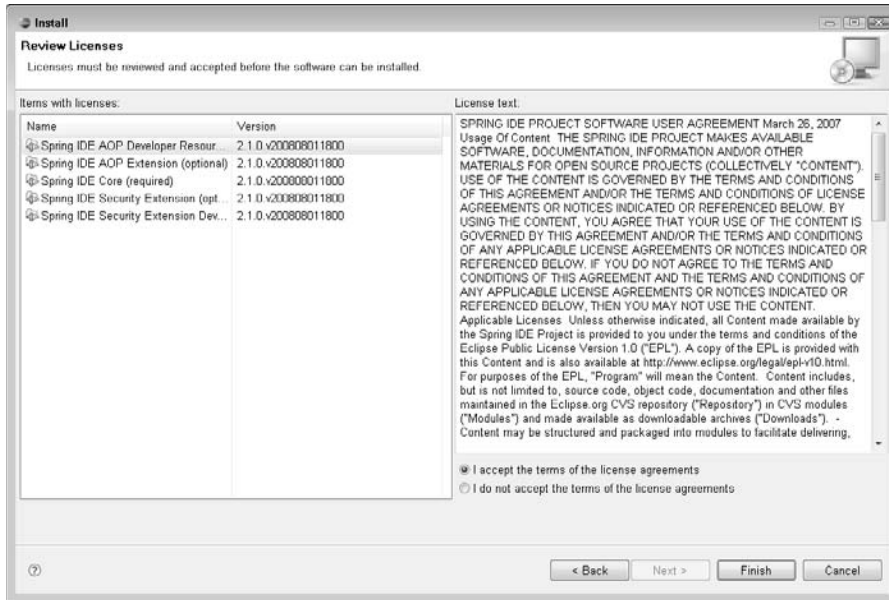 Install
Review Licenses
Licenses must be reviewed and accepted before the software can be installed.
Items with licenses:
Name Version
Spring IDE AOP Developer Resour... 2.1.0.v200808011800
Spring IDE AOP Extension (optional) 2.1.0.v200808011800
Spring IDE Core (required) 2.1.0.v200808011800
Spring IDE Security Extension (opt... 2.1.0.v200808011800
Spring IDE Security Extension Dev... 2.1.0.v200808011800
License text:
SPRING IDE PROJECT SOFTWARE USER AGREEMENT March 26, 2007
Usage Of Content THE SPRING IDE PROJECT MAKES AVAILABLE
SOFTWARE, DOCUMENTATION, INFORMATION AND/OR OTHER
MATERIALS FOR OPEN SOURCE PROJECTS (COLLECTIVELY "CONTENT").
USE OF THE CONTENT IS GOVERNED BY THE TERMS AND CONDITIONS
OF THIS AGREEMENT AND/OR THE TERMS AND CONDITIONS OF LICENSE
AGREEMENTS OR NOTICES INDICATED OR REFERENCED BELOW. BY
USING THE CONTENT, YOU AGREE THAT YOUR USE OF THE CONTENT IS
GOVERNED BY THIS AGREEMENT AND/OR THE TERMS AND CONDITIONS
OF ANY APPLICABLE LICENSE AGREEMENTS OR NOTICES INDICATED OR
REFERENCED BELOW. IF YOU DO NOT AGREE TO THE TERMS AND
CONDITIONS OF THIS AGREEMENT AND THE TERMS AND CONDITIONS OF
ANY APPLICABLE LICENSE AGREEMENTS OR NOTICES INDICATED OR
REFERENCED BELOW, THEN YOU MAY NOT USE THE CONTENT.
Applicable Licenses Unless otherwise indicated, all Content made available by
the Spring IDE Project is provided to you under the terms and conditions of the
Eclipse Public License Version 1.0 ("EPL"). A copy of the EPL is provided with
this Content and is also available at http://www.eclipse.org/legal/epl-v10.html.
For purposes of the EPL, "Program" will mean the Content. Content includes,
but is not limited to, source code, object code, documentation and other files
maintained in the Eclipse.org CVS repository ("Repository") in CVS modules
("Modules") and made available as downloadable archives ("Downloads"). -
Content may be structured and packaged into modules to facilitate delivering,
I accept the terms of the license agreements
I do not accept the terms of the license agreements
< Back Next > Finish Cancel